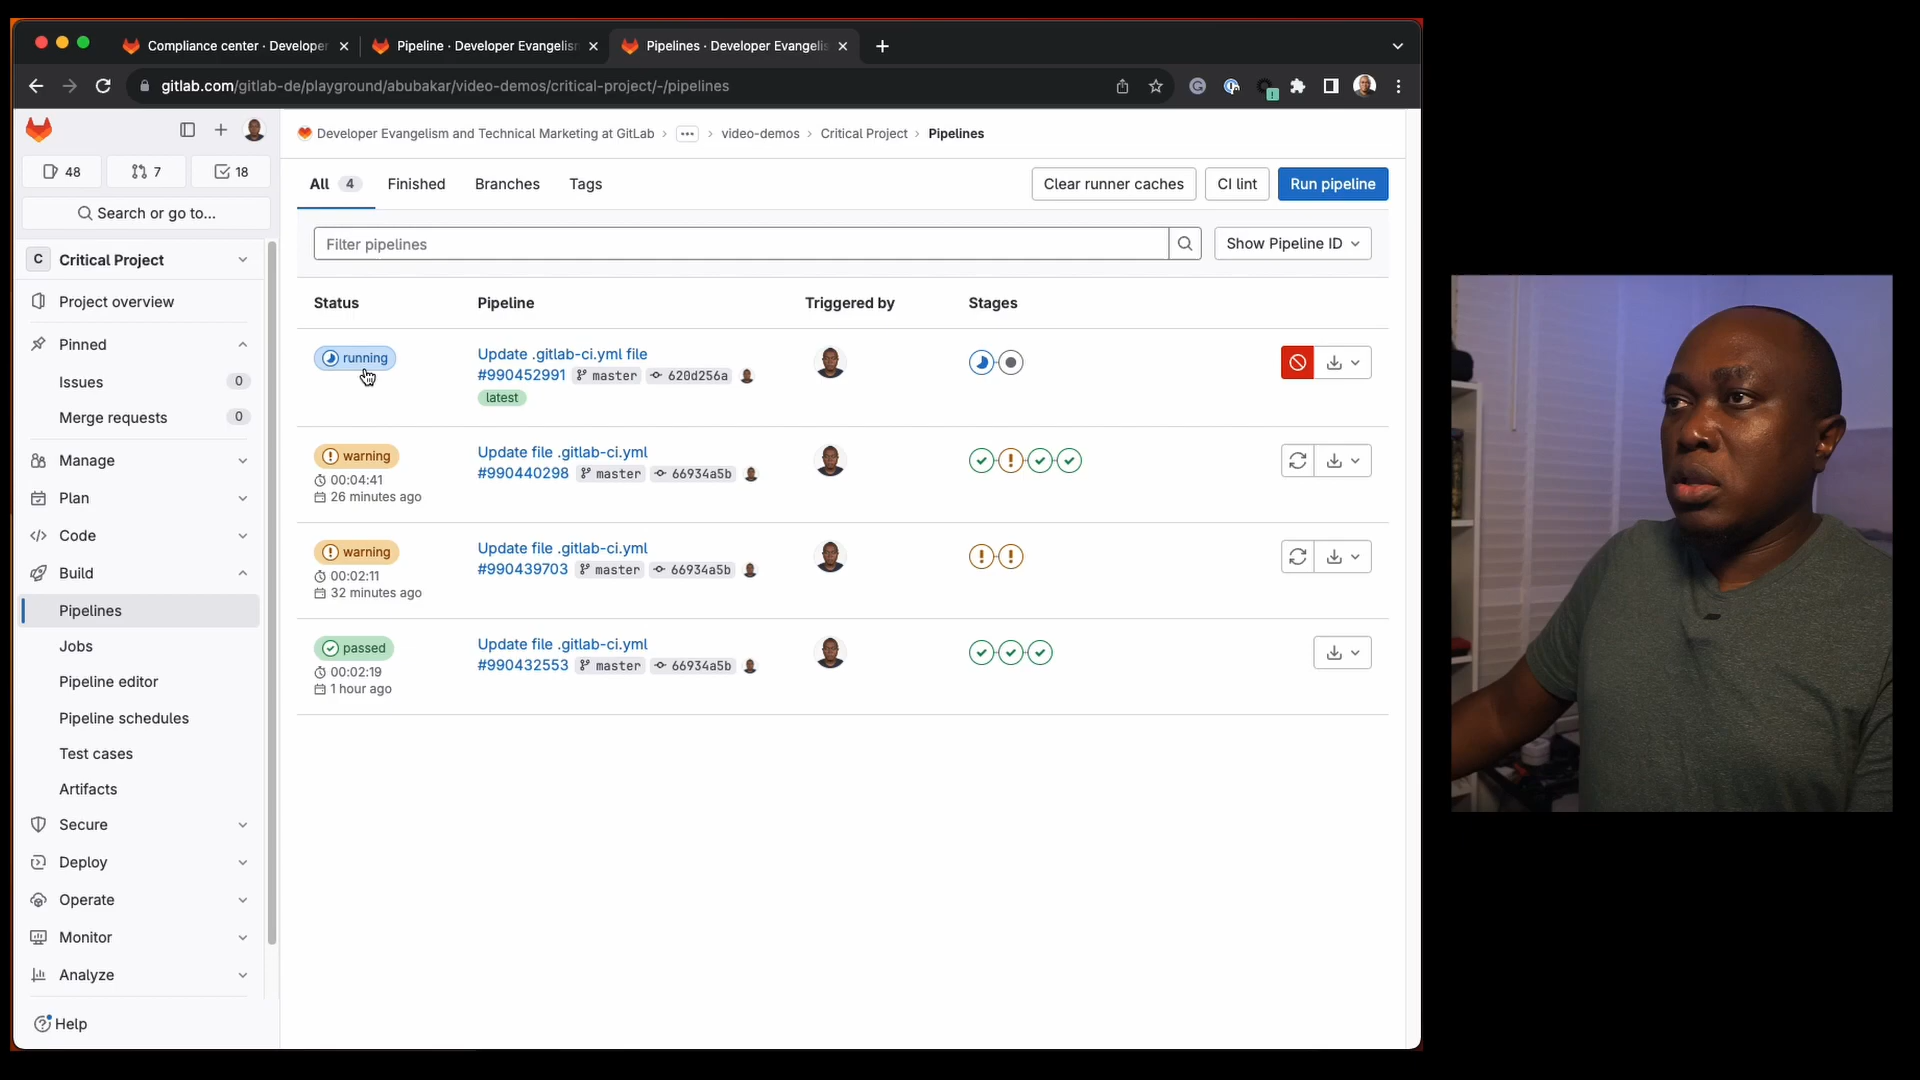 Compliance center · Developer
Pipeline · Developer Evangelism
Pipelines · Developer Evangelis
gitlab.com/gitlab-de/playground/abubakar/video-demos/critical-project/-/pipelines
48
7
18
Search or go to...
C Critical Project
Project overview
Pinned
Issues 0
Merge requests 0
Manage
Plan
Code
Build
Pipelines
Jobs
Pipeline editor
Pipeline schedules
Test cases
Artifacts
Secure
Deploy
Operate
Monitor
Analyze
Help
Developer Evangelism and Technical Marketing at GitLab › ... › video-demos › Critical Project › Pipelines
All 4 Finished Branches Tags
Clear runner caches CI lint Run pipeline
Filter pipelines
Show Pipeline ID
Status Pipeline Triggered by Stages
running
Update .gitlab-ci.yml file
#990452991 master 620d256a
latest
warning
00:04:41
26 minutes ago
Update file .gitlab-ci.yml
#990440298 master 66934a5b
warning
00:02:11
32 minutes ago
Update file .gitlab-ci.yml
#990439703 master 66934a5b
passed
00:02:19
1 hour ago
Update file .gitlab-ci.yml
#990432553 master 66934a5b